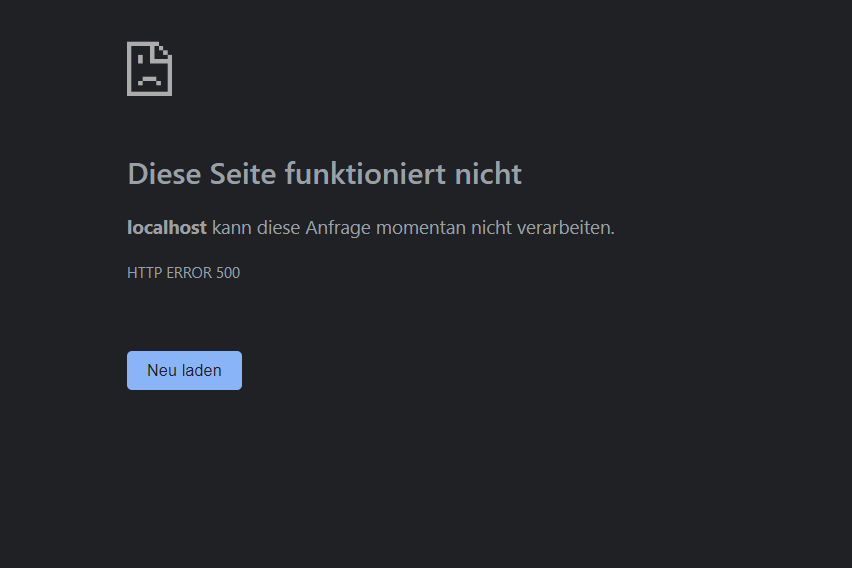 Diese Seite funktioniert nicht
localhost kann diese Anfrage momentan nicht verarbeiten.
HTTP ERROR 500
Neu laden